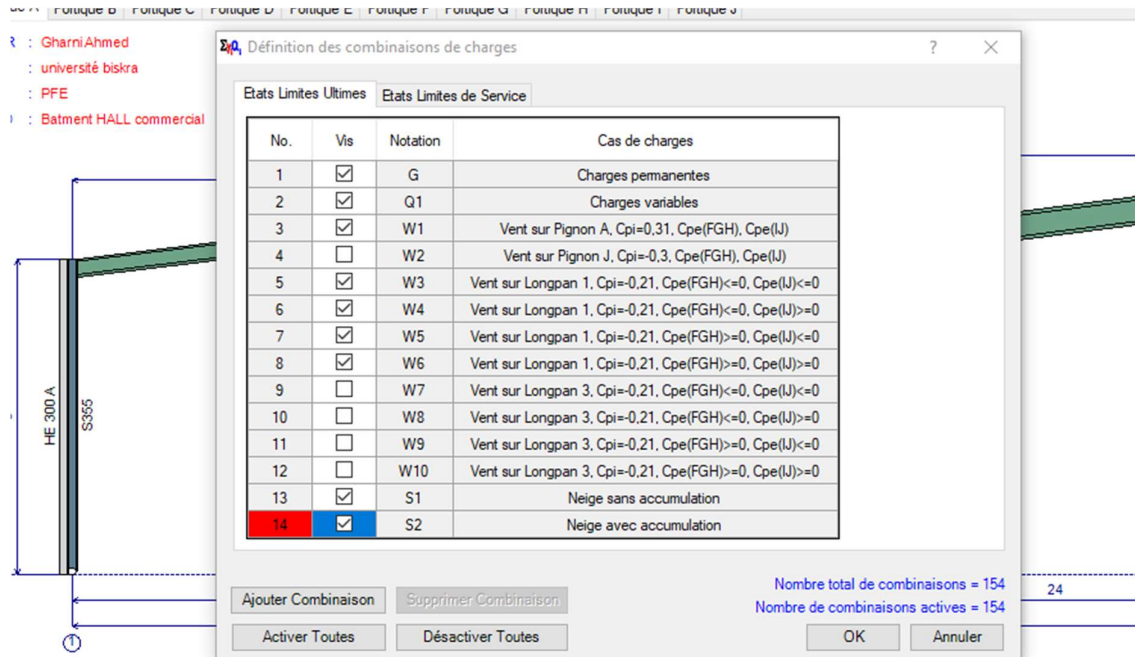 Portique B Portique C Portique D Portique E Portique F Portique G Portique H Portique I Portique J
R : Gharni Ahmed
: université biskra
: PFE
: Batment HALL commercial
Définition des combinaisons de charges ? ×
Etats Limites Ultimes Etats Limites de Service
No. Vis Notation Cas de charges
1 G Charges permanentes
2 Q1 Charges variables
3 W1 Vent sur Pignon A, Cpi=0,31, Cpe(FGH), Cpe(IJ)
4 W2 Vent sur Pignon J, Cpi=-0,3, Cpe(FGH), Cpe(IJ)
5 W3 Vent sur Longpan 1, Cpi=-0,21, Cpe(FGH)<=0, Cpe(IJ)<=0
6 W4 Vent sur Longpan 1, Cpi=-0,21, Cpe(FGH)<=0, Cpe(IJ)>=0
7 W5 Vent sur Longpan 1, Cpi=-0,21, Cpe(FGH)>=0, Cpe(IJ)<=0
8 W6 Vent sur Longpan 1, Cpi=-0,21, Cpe(FGH)>=0, Cpe(IJ)>=0
9 W7 Vent sur Longpan 3, Cpi=-0,21, Cpe(FGH)<=0, Cpe(IJ)<=0
10 W8 Vent sur Longpan 3, Cpi=-0,21, Cpe(FGH)<=0, Cpe(IJ)>=0
11 W9 Vent sur Longpan 3, Cpi=-0,21, Cpe(FGH)>=0, Cpe(IJ)<=0
12 W10 Vent sur Longpan 3, Cpi=-0,21, Cpe(FGH)>=0, Cpe(IJ)>=0
13 S1 Neige sans accumulation
14 S2 Neige avec accumulation
HE 300 A
S355
Nombre total de combinaisons = 154
Nombre de combinaisons actives = 154
Ajouter Combinaison Supprimer Combinaison
Activer Toutes Désactiver Toutes OK Annuler
24
1